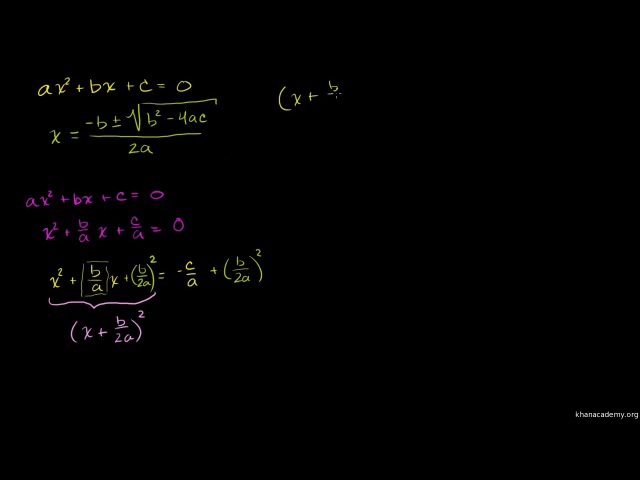 ax² + bx + c = 0
x = (-b ± √(b² - 4ac)) / 2a
(x + b
ax² + bx + c = 0
x² + b/a x + c/a = 0
x² + b/a x + (b/2a)² = -c/a + (b/2a)²
(x + b/2a)²
khanacademy.org